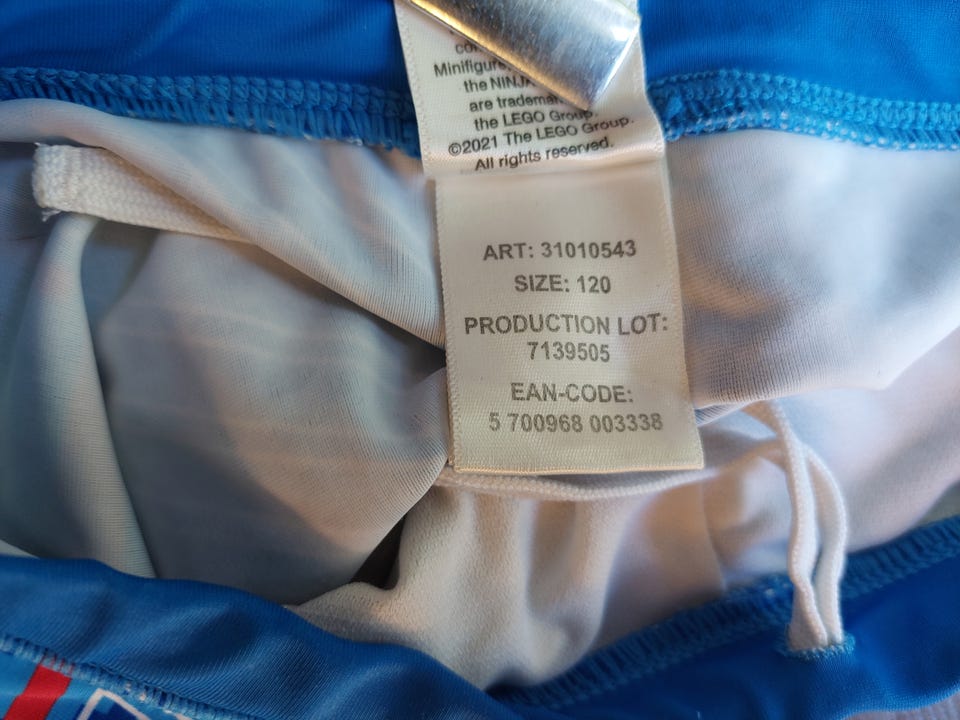 Minifigure,
the NINJ
are tradema
the LEGO Group.
©2021 The LEGO Group.
All rights reserved.
ART: 31010543
SIZE: 120
PRODUCTION LOT:
7139505
EAN-CODE:
5 700968 003338